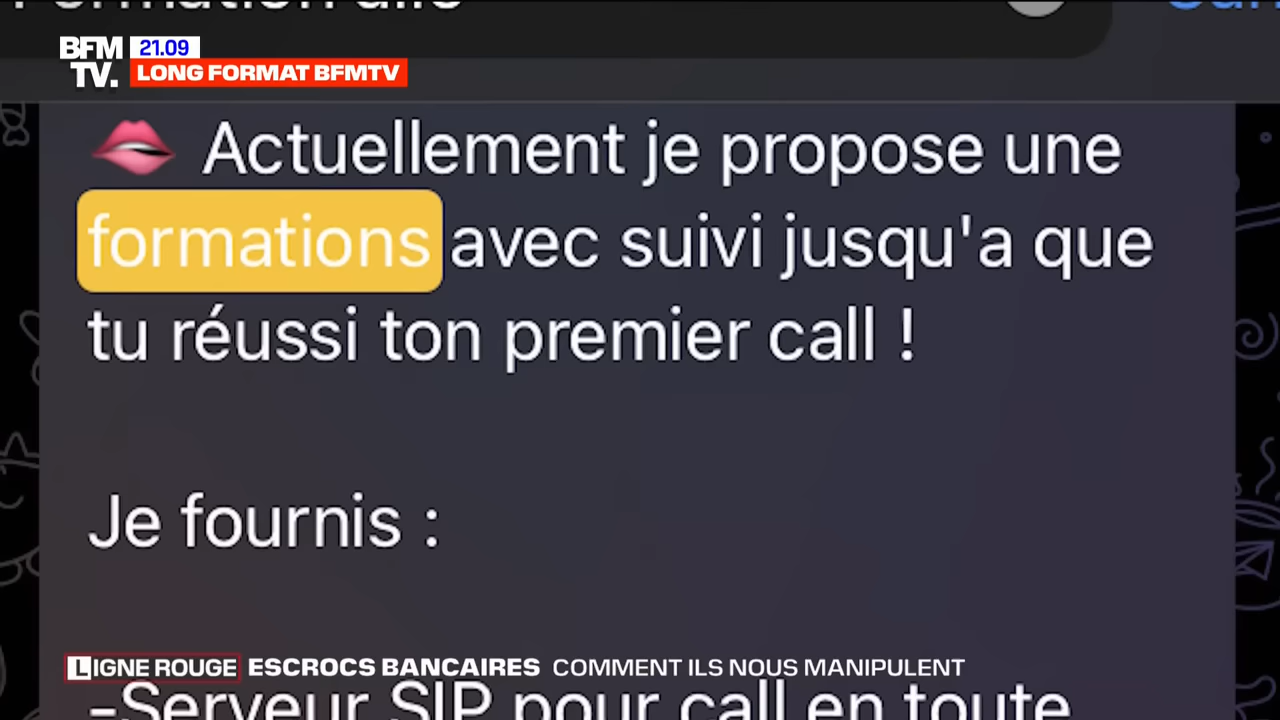 BFM
TV.
21.09
LONG FORMAT BFMTV
Actuellement je propose une
formations avec suivi jusqu'a que
tu réussi ton premier call !
Je fournis :
LIGNE ROUGE ESCROCS BANCAIRES COMMENT ILS NOUS MANIPULENT
-Serveur SIP pour call en toute